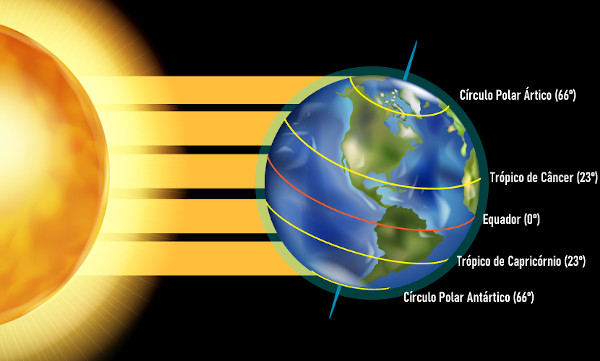 Círculo Polar Ártico (66º)
Trópico de Câncer (23º)
Equador (0º)
Trópico de Capricórnio (23º)
Círculo Polar Antártico (66º)